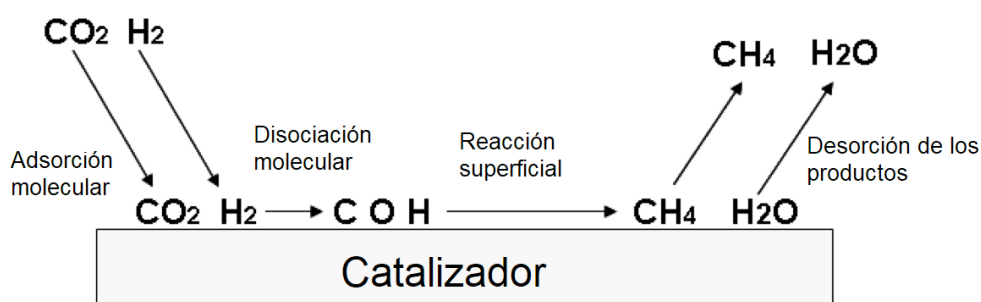 CO2 H2
CH4 H2O
Adsorción
molecular
Disociación
molecular
Reacción
superficial
Desorción de los
productos
CO2 H2
C O H
CH4 H2O
Catalizador